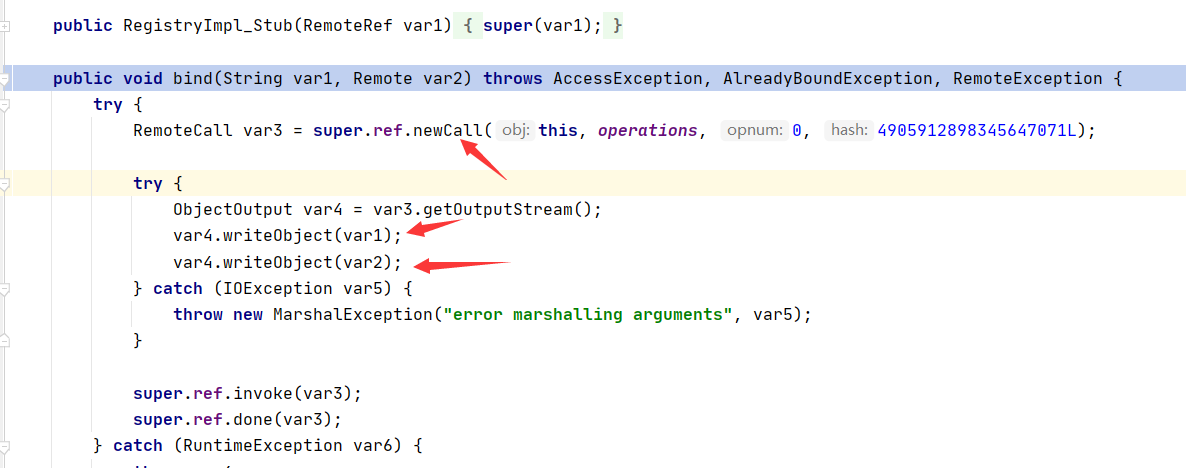 public RegistryImpl_Stub(RemoteRef var1) { super(var1); }
public void bind(String var1, Remote var2) throws AccessException, AlreadyBoundException, RemoteException {
try {
RemoteCall var3 = super.ref.newCall( obj: this, operations, opnum: 0, hash: 4905912898345647071L);
try {
ObjectOutput var4 = var3.getOutputStream();
var4.writeObject(var1);
var4.writeObject(var2);
} catch (IOException var5) {
throw new MarshalException("error marshalling arguments", var5);
}
super.ref.invoke(var3);
super.ref.done(var3);
} catch (RuntimeException var6) {